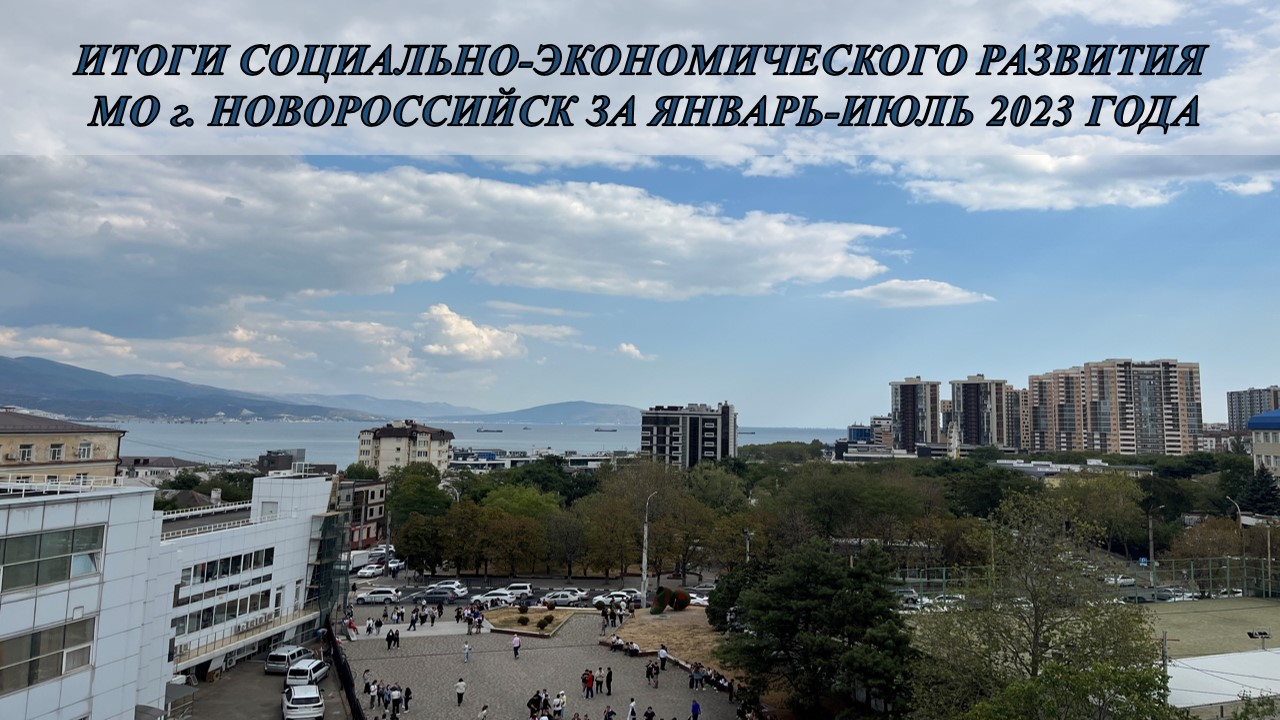 ИТОГИ СОЦИАЛЬНО-ЭКОНОМИЧЕСКОГО РАЗВИТИЯ
МО г. НОВОРОССИЙСК ЗА ЯНВАРЬ-ИЮЛЬ 2023 ГОДА